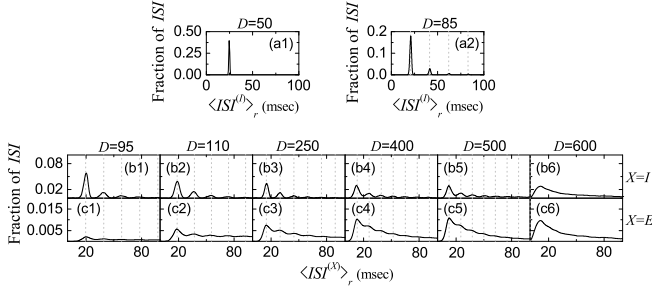 D=50 D=85
Fraction of ISI 0.50 0.25 0.00 (a1) Fraction of ISI 0.2 0.1 0.0 (a2)
0 50 100 0 50 100
⟨ISI^(I)⟩_r (msec) ⟨ISI^(I)⟩_r (msec)
D=95 D=110 D=250 D=400 D=500 D=600
Fraction of ISI
0.08 (b1) (b2) (b3) (b4) (b5) (b6) X=I
0.02
0.015 (c1) (c2) (c3) (c4) (c5) (c6) X=E
0.005
20 80 20 80 20 80 20 80 20 80 20 80
⟨ISI^(X)⟩_r (msec)